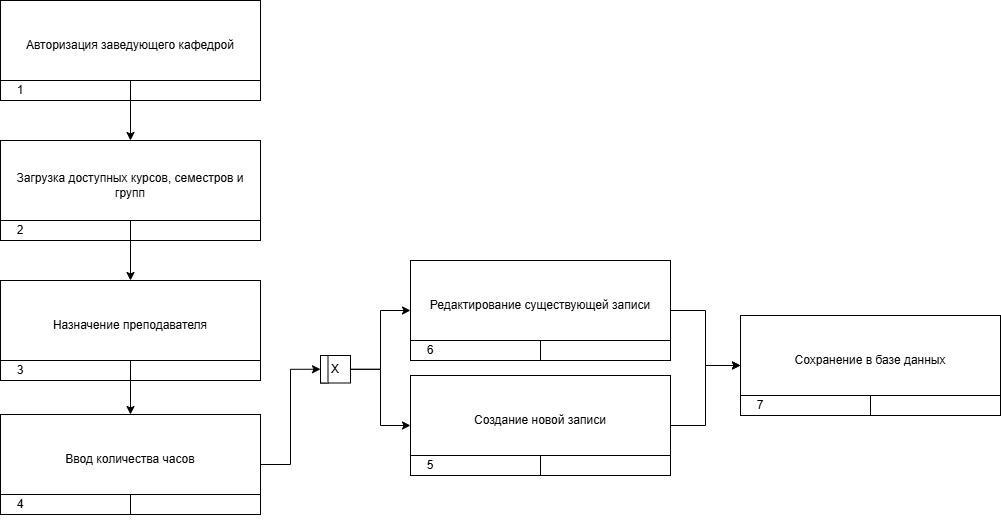 Авторизация заведующего кафедрой
1
Загрузка доступных курсов, семестров и
групп
2
Назначение преподавателя
3
Ввод количества часов
4
X
Редактирование существующей записи
6
Создание новой записи
5
Сохранение в базе данных
7